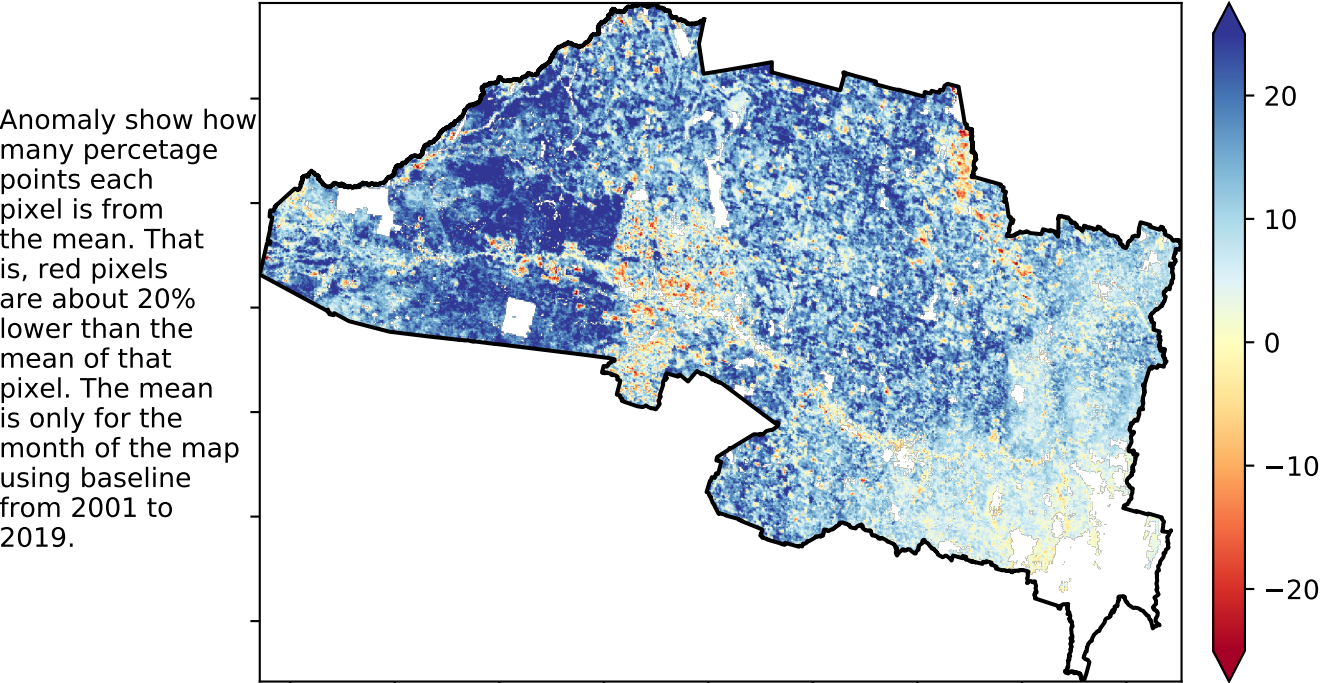 Anomaly show how
many percetage
points each
pixel is from
the mean. That
is, red pixels
are about 20%
lower than the
mean of that
pixel. The mean
is only for the
month of the map
using baseline
from 2001 to
2019.
20
10
0
−10
−20